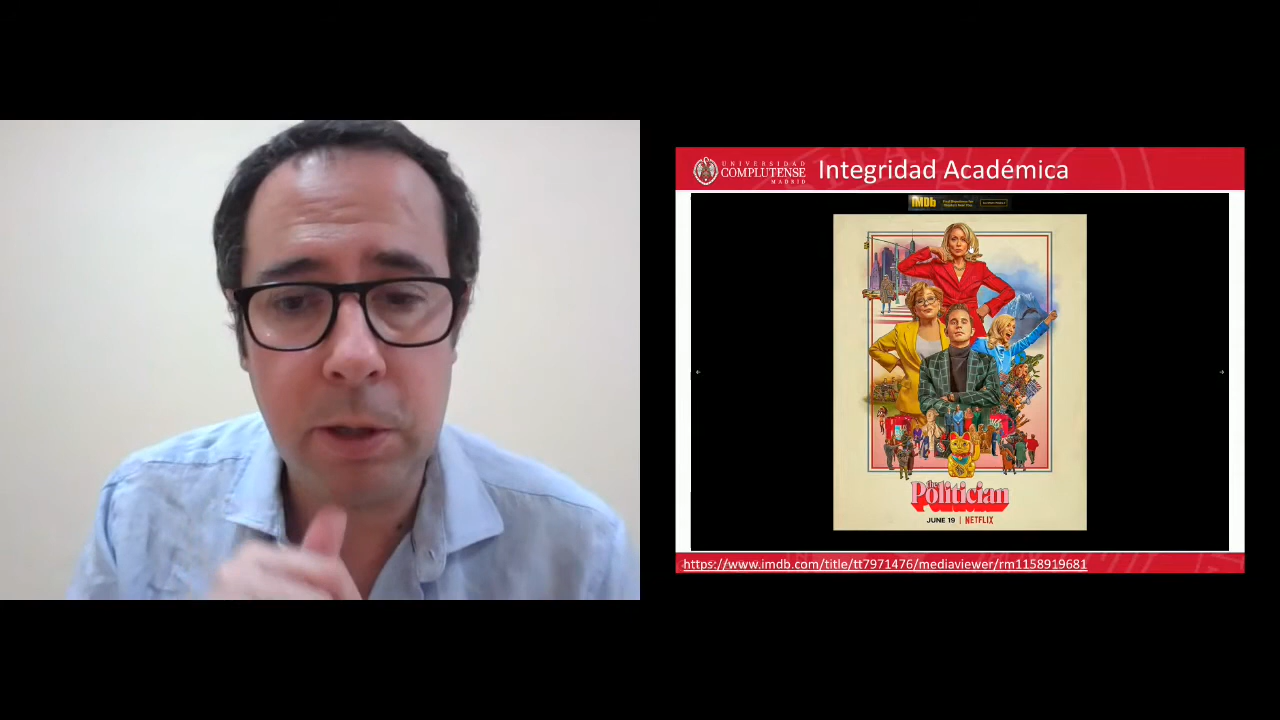 UNIVERSIDAD
COMPLUTENSE
MADRID
Integridad Académica
IMDb
the
Politician
JUNE 19 | NETFLIX
https://www.imdb.com/title/tt7971476/mediaviewer/rm1158919681